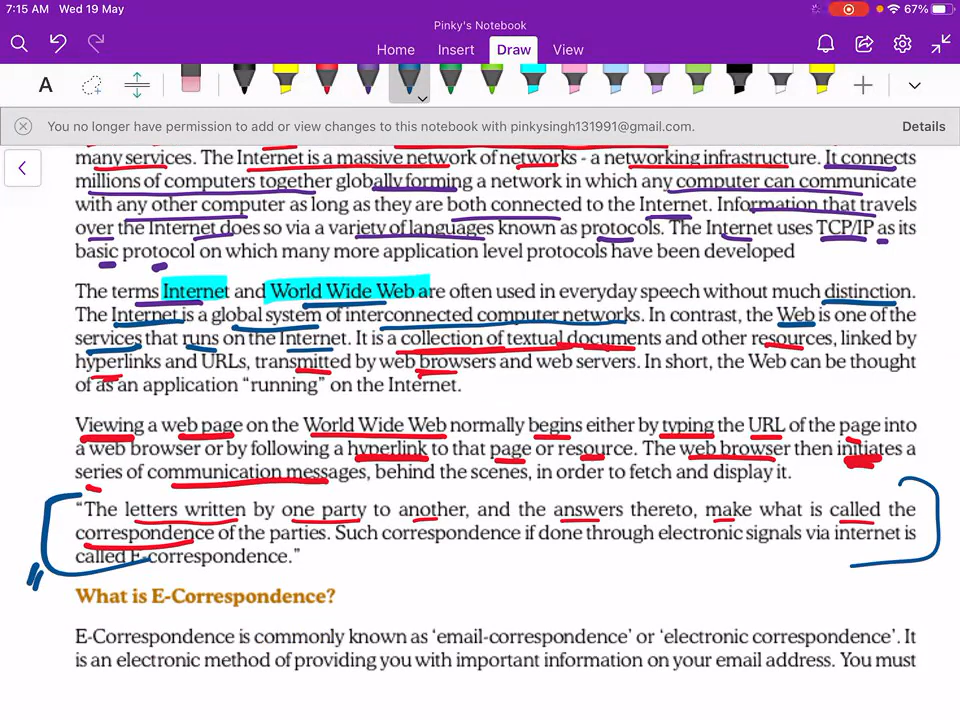 7:15 AM Wed 19 May
67%
Pinky's Notebook
Home Insert Draw View
A
You no longer have permission to add or view changes to this notebook with pinkysingh131991@gmail.com.
Details
many services. The Internet is a massive network of networks - a networking infrastructure. It connects
millions of computers together globally forming a network in which any computer can communicate
with any other computer as long as they are both connected to the Internet. Information that travels
over the Internet does so via a variety of languages known as protocols. The Internet uses TCP/IP as its
basic protocol on which many more application level protocols have been developed
The terms Internet and World Wide Web are often used in everyday speech without much distinction.
The Internet is a global system of interconnected computer networks. In contrast, the Web is one of the
services that runs on the Internet. It is a collection of textual documents and other resources, linked by
hyperlinks and URLs, transmitted by web browsers and web servers. In short, the Web can be thought
of as an application “running” on the Internet.
Viewing a web page on the World Wide Web normally begins either by typing the URL of the page into
a web browser or by following a hyperlink to that page or resource. The web browser then initiates a
series of communication messages, behind the scenes, in order to fetch and display it.
“The letters written by one party to another, and the answers thereto, make what is called the
correspondence of the parties. Such correspondence if done through electronic signals via internet is
called E-correspondence.”
What is E-Correspondence?
E-Correspondence is commonly known as ‘email-correspondence’ or ‘electronic correspondence’. It
is an electronic method of providing you with important information on your email address. You must